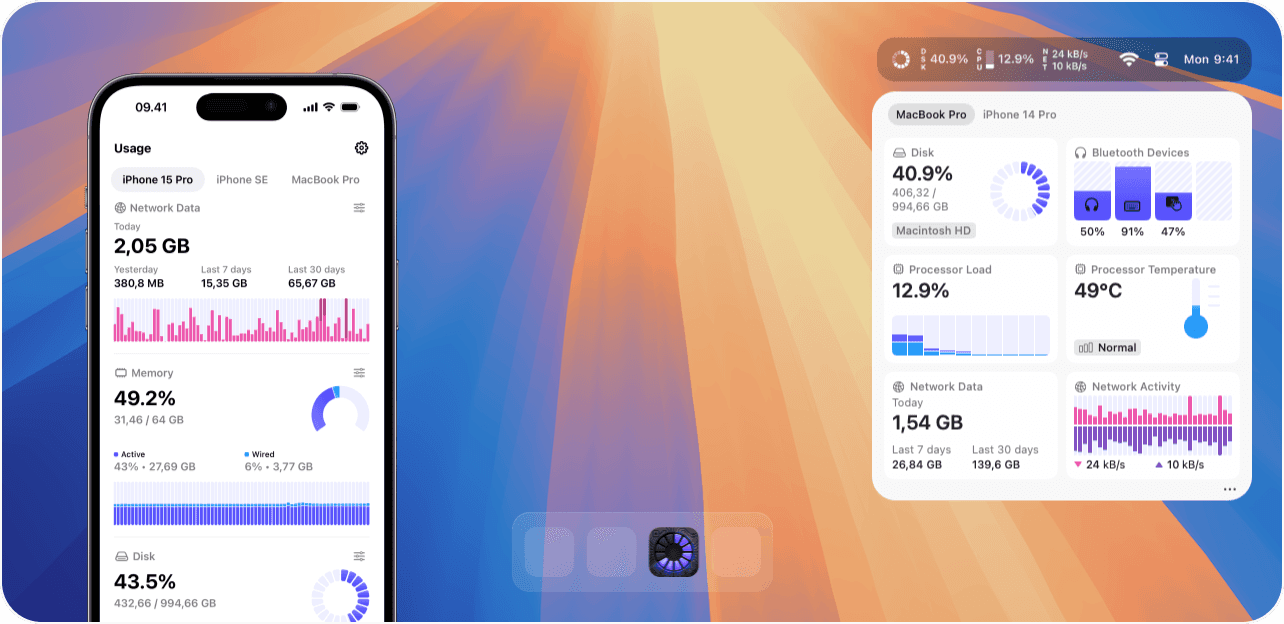 09.41
Usage
iPhone 15 Pro iPhone SE MacBook Pro
Network Data
Today
2,05 GB
Yesterday Last 7 days Last 30 days
380,8 MB 15,35 GB 65,67 GB
Memory
49.2%
31,46 / 64 GB
Active Wired
43% • 27,69 GB 6% • 3,77 GB
Disk
43.5%
432,66 / 994,66 GB
DSK 40.9% CPU 12.9% NET 24 kB/s
10 kB/s
Mon 9:41
MacBook Pro iPhone 14 Pro
Disk
40.9%
406,32 /
994,66 GB
Macintosh HD
Bluetooth Devices
50% 91% 47%
Processor Load
12.9%
Processor Temperature
49°C
Normal
Network Data
Today
1,54 GB
Last 7 days Last 30 days
26,84 GB 139,6 GB
Network Activity
24 kB/s 10 kB/s